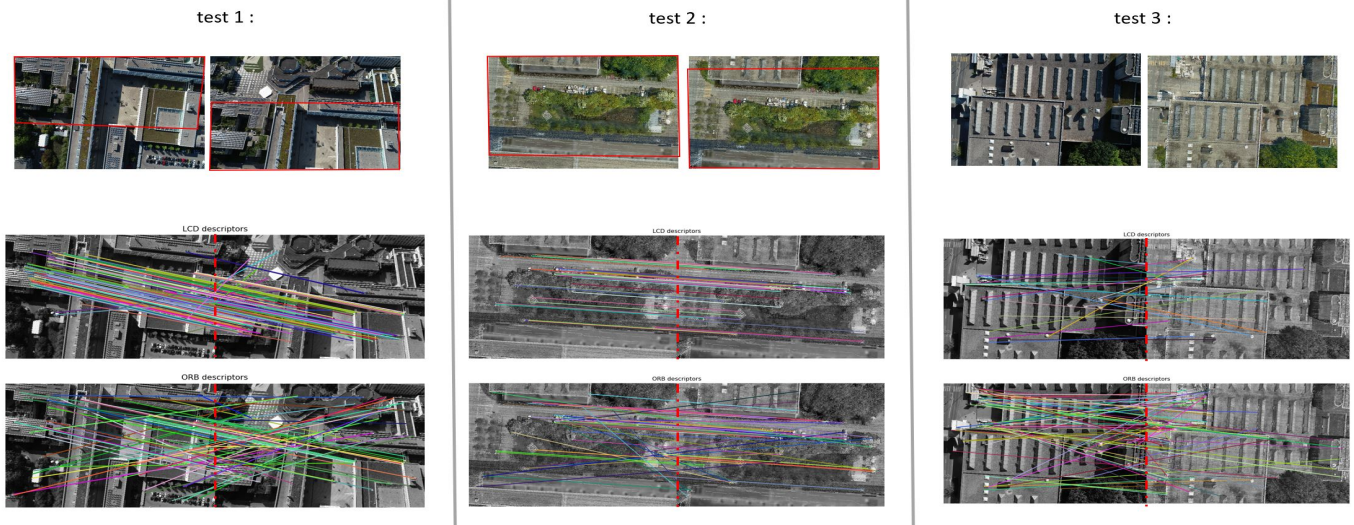 test 1 :
test 2 :
test 3 :
LCD descriptors
LCD descriptors
LCD descriptors
ORB descriptors
ORB descriptors
ORB descriptors